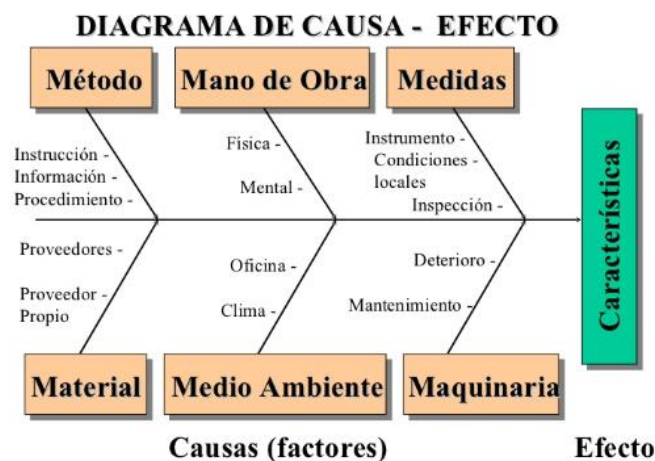 DIAGRAMA DE CAUSA - EFECTO
Método
Mano de Obra
Medidas
Instrucción -
Información -
Procedimiento -
Física -
Mental -
Instrumento -
Condiciones -
locales
Inspección -
Características
Proveedores -
Proveedor -
Propio
Oficina -
Clima -
Deterioro -
Mantenimiento -
Material
Medio Ambiente
Maquinaria
Causas (factores)
Efecto